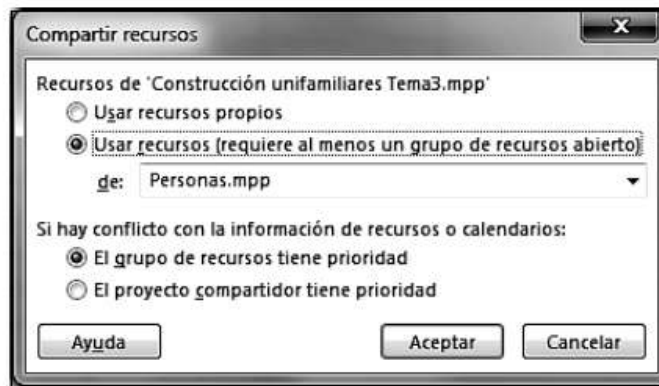 Compartir recursos
Recursos de 'Construcción unifamiliares Tema3.mpp'
Usar recursos propios
Usar recursos (requiere al menos un grupo de recursos abierto)
de: Personas.mpp
Si hay conflicto con la información de recursos o calendarios:
El grupo de recursos tiene prioridad
El proyecto compartidor tiene prioridad
Ayuda Aceptar Cancelar